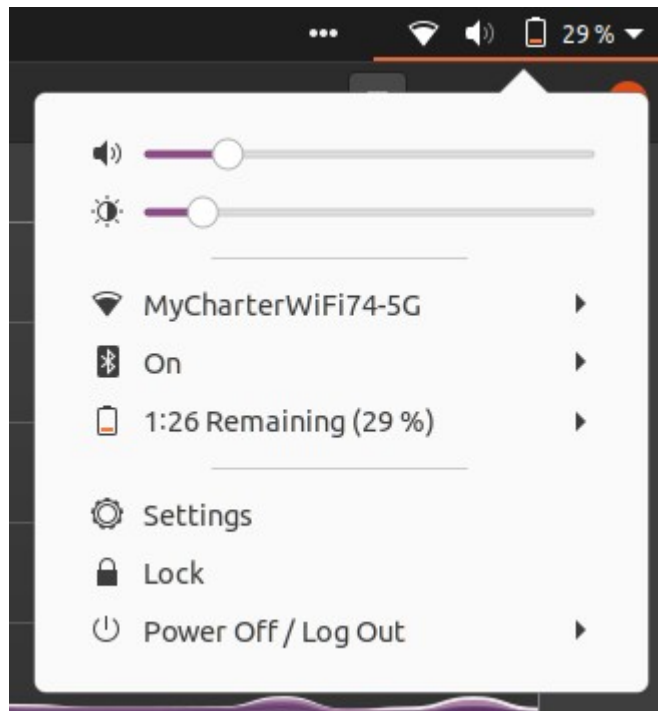 29 %
MyCharterWiFi74-5G
On
1:26 Remaining (29 %)
Settings
Lock
Power Off / Log Out